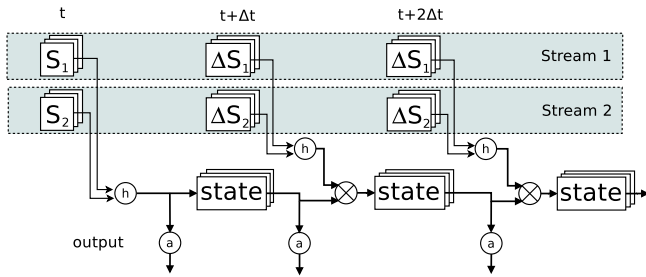 t t+Δt t+2Δt
S1 ΔS1 ΔS1 Stream 1
S2 ΔS2 ΔS2 Stream 2
h h
h state state state
output a a a